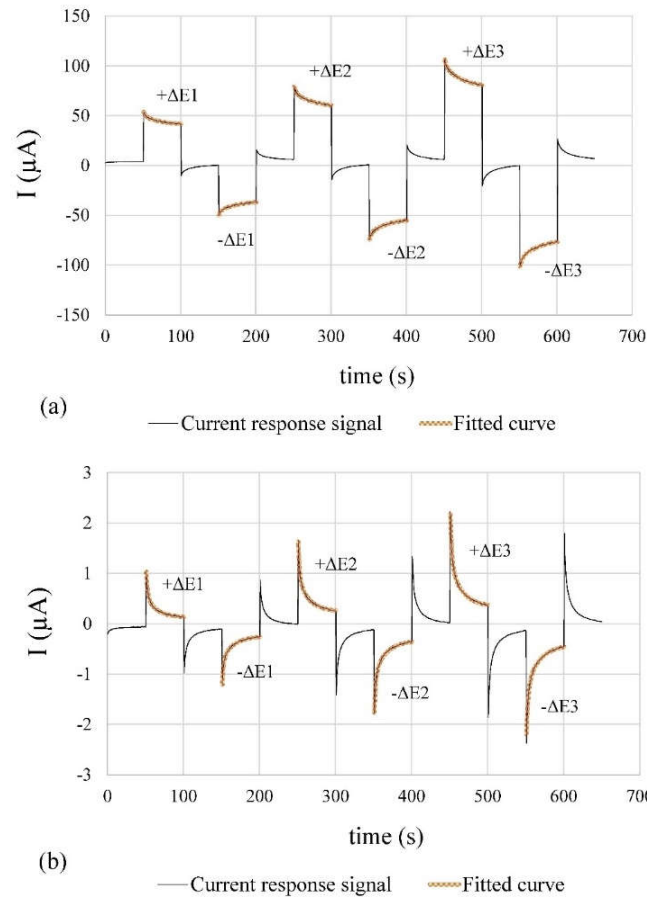 150
100
50
0
-50
-100
-150
I (µA)
+ΔE1
+ΔE2
+ΔE3
-ΔE1
-ΔE2
-ΔE3
0 100 200 300 400 500 600 700
time (s)
(a)
Current response signal Fitted curve
3
2
1
0
-1
-2
-3
I (µA)
+ΔE1
+ΔE2
+ΔE3
-ΔE1
-ΔE2
-ΔE3
0 100 200 300 400 500 600 700
time (s)
(b)
Current response signal Fitted curve